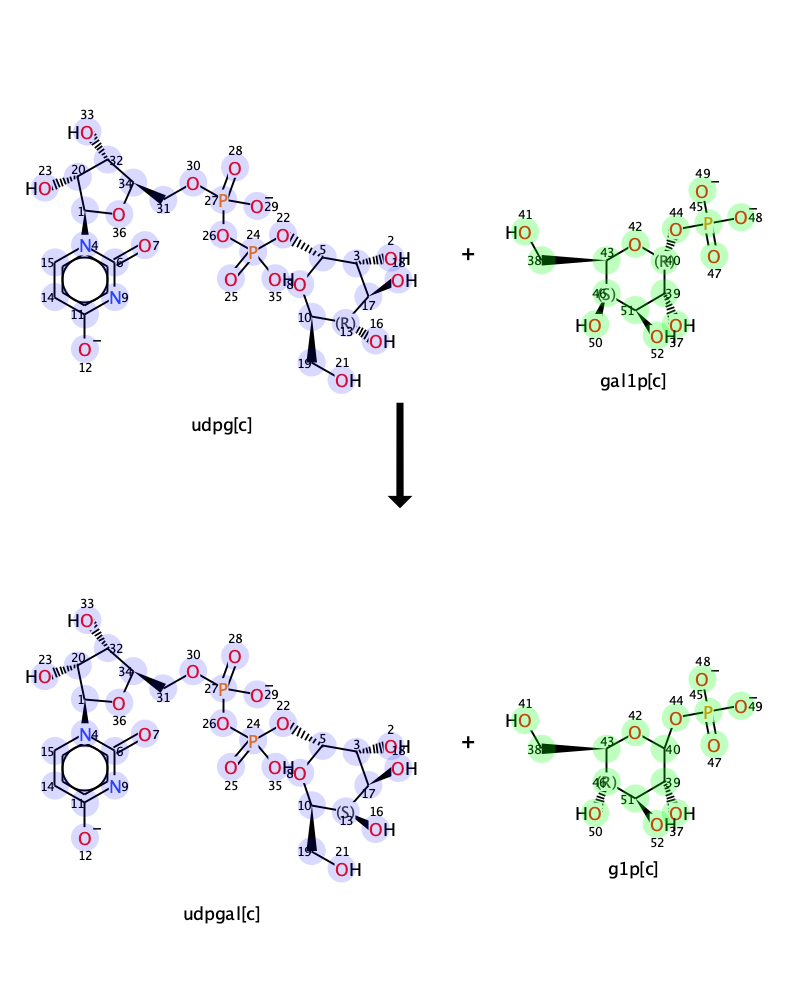 33
HO
32
28
O
23
HO
20
34
30
O
27
P
O
−
29
31
1
O
36
26
O
22
O
24
P
5
3
2
OH
18
OH
N
4
O
7
15
6
25
O
35
OH
8
O
17
14
N
9
10
(R)
13
16
OH
11
O
−
12
19
21
OH
udpg[c]
+
49
O
−
45
P
O
−
48
44
O
47
O
41
HO
38
42
O
43
(R)
40
46
(S)
39
51
HO
50
OH
52
OH
37
gal1p[c]
33
HO
32
28
O
23
HO
20
34
30
O
27
P
O
−
29
31
1
O
36
26
O
22
O
24
P
5
3
2
OH
18
OH
N
4
O
7
15
6
25
O
35
OH
8
O
17
14
N
9
10
(S)
13
16
OH
11
O
−
12
19
21
OH
udpgal[c]
+
48
O
−
45
P
O
−
49
44
O
47
O
41
HO
38
42
O
43
40
46
(R)
39
51
HO
50
OH
52
OH
37
g1p[c]